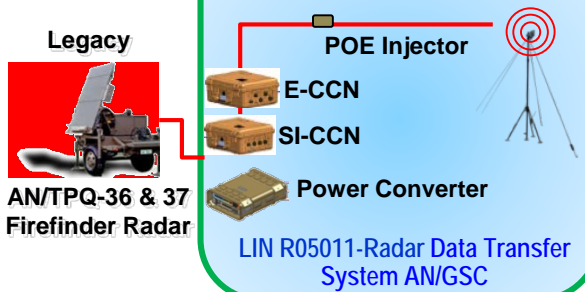 Legacy
AN/TPQ-36 & 37
Firefinder Radar
POE Injector
E-CCN
SI-CCN
Power Converter
LIN R05011-Radar Data Transfer
System AN/GSC